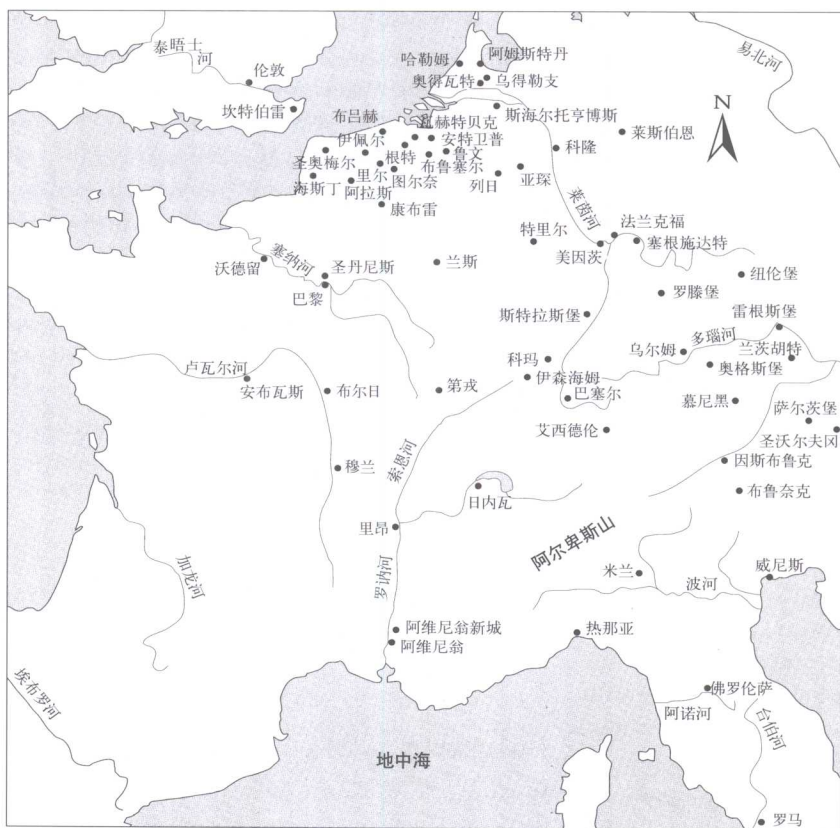 泰晤士河
伦敦
坎特伯雷
哈勒姆
阿姆斯特丹
奥得瓦特
乌得勒支
易北河
N
斯海尔托亨博斯
莱斯伯恩
科隆
布吕赫
瓦赫特贝克
伊佩尔
安特卫普
根特
鲁文
布鲁塞尔
圣奥梅尔
里尔
图尔奈
海斯丁
阿拉斯
列日
亚琛
康布雷
莱茵河
特里尔
法兰克福
美因茨
塞根施达特
沃德留
塞纳河
圣丹尼斯
巴黎
兰斯
纽伦堡
罗滕堡
斯特拉斯堡
雷根斯堡
多瑙河
乌尔姆
兰茨胡特
奥格斯堡
科玛
伊森海姆
巴塞尔
慕尼黑
萨尔茨堡
圣沃尔夫冈
卢瓦尔河
安布瓦斯
布尔日
第戎
艾西德伦
因斯布鲁克
布鲁奈克
穆兰
索恩河
日内瓦
里昂
阿尔卑斯山
米兰
波河
威尼斯
加龙河
罗讷河
阿维尼翁新城
阿维尼翁
热那亚
埃布罗河
佛罗伦萨
阿诺河
台伯河
地中海
罗马